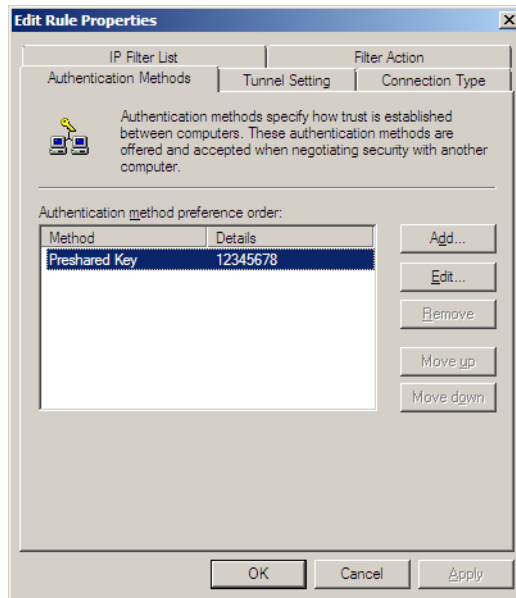 Edit Rule Properties
IP Filter List
Filter Action
Authentication Methods
Tunnel Setting
Connection Type
Authentication methods specify how trust is established
between computers. These authentication methods are
offered and accepted when negotiating security with another
computer.
Authentication method preference order:
Method Details
Preshared Key 12345678
Add...
Edit...
Remove
Move up
Move down
OK
Cancel
Apply